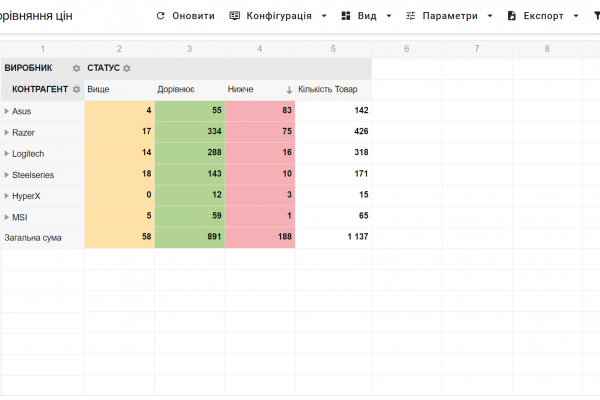 орівняння цін
Оновити Конфігурація Вид Параметри Експорт
1 2 3 4 5 6 7 8
ВИРОБНИК СТАТУС
КОНТРАГЕНТ Вище Дорівнює Нижче Кількість Товар
Asus 4 55 83 142
Razer 17 334 75 426
Logitech 14 288 16 318
Steelseries 18 143 10 171
HyperX 0 12 3 15
MSI 5 59 1 65
Загальна сума 58 891 188 1 137